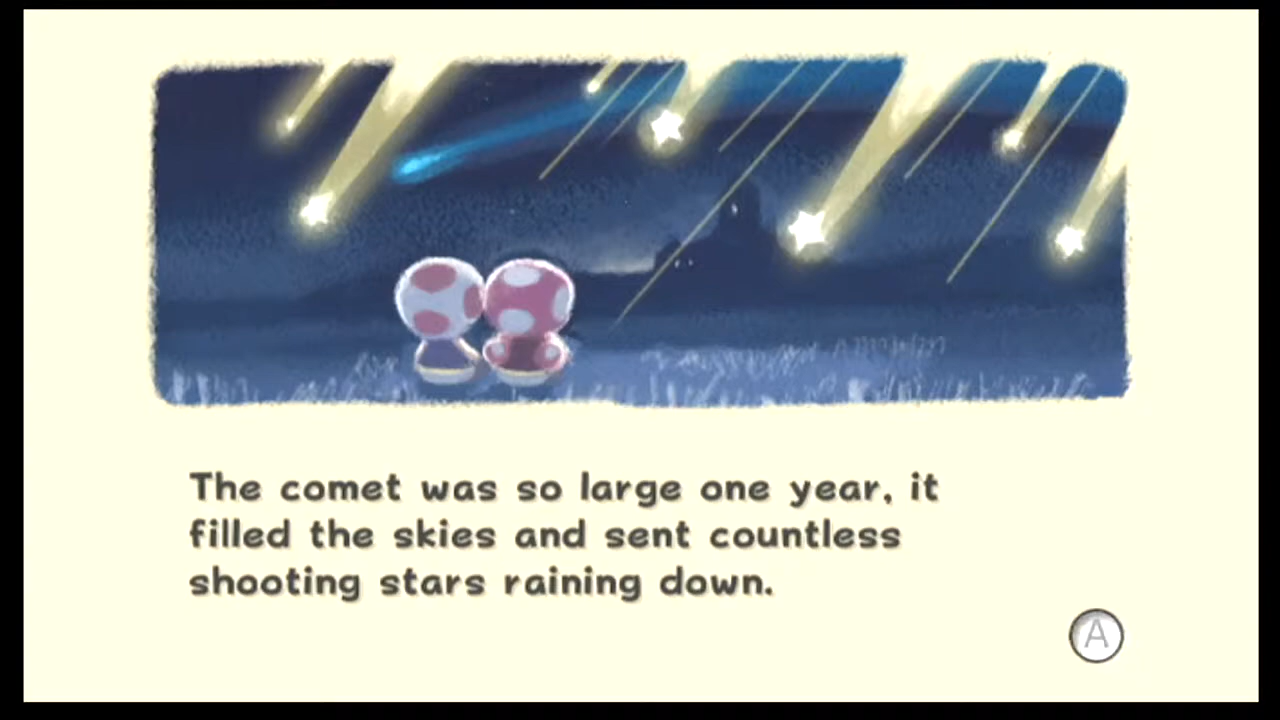 The comet was so large one year, it
filled the skies and sent countless
shooting stars raining down.
A